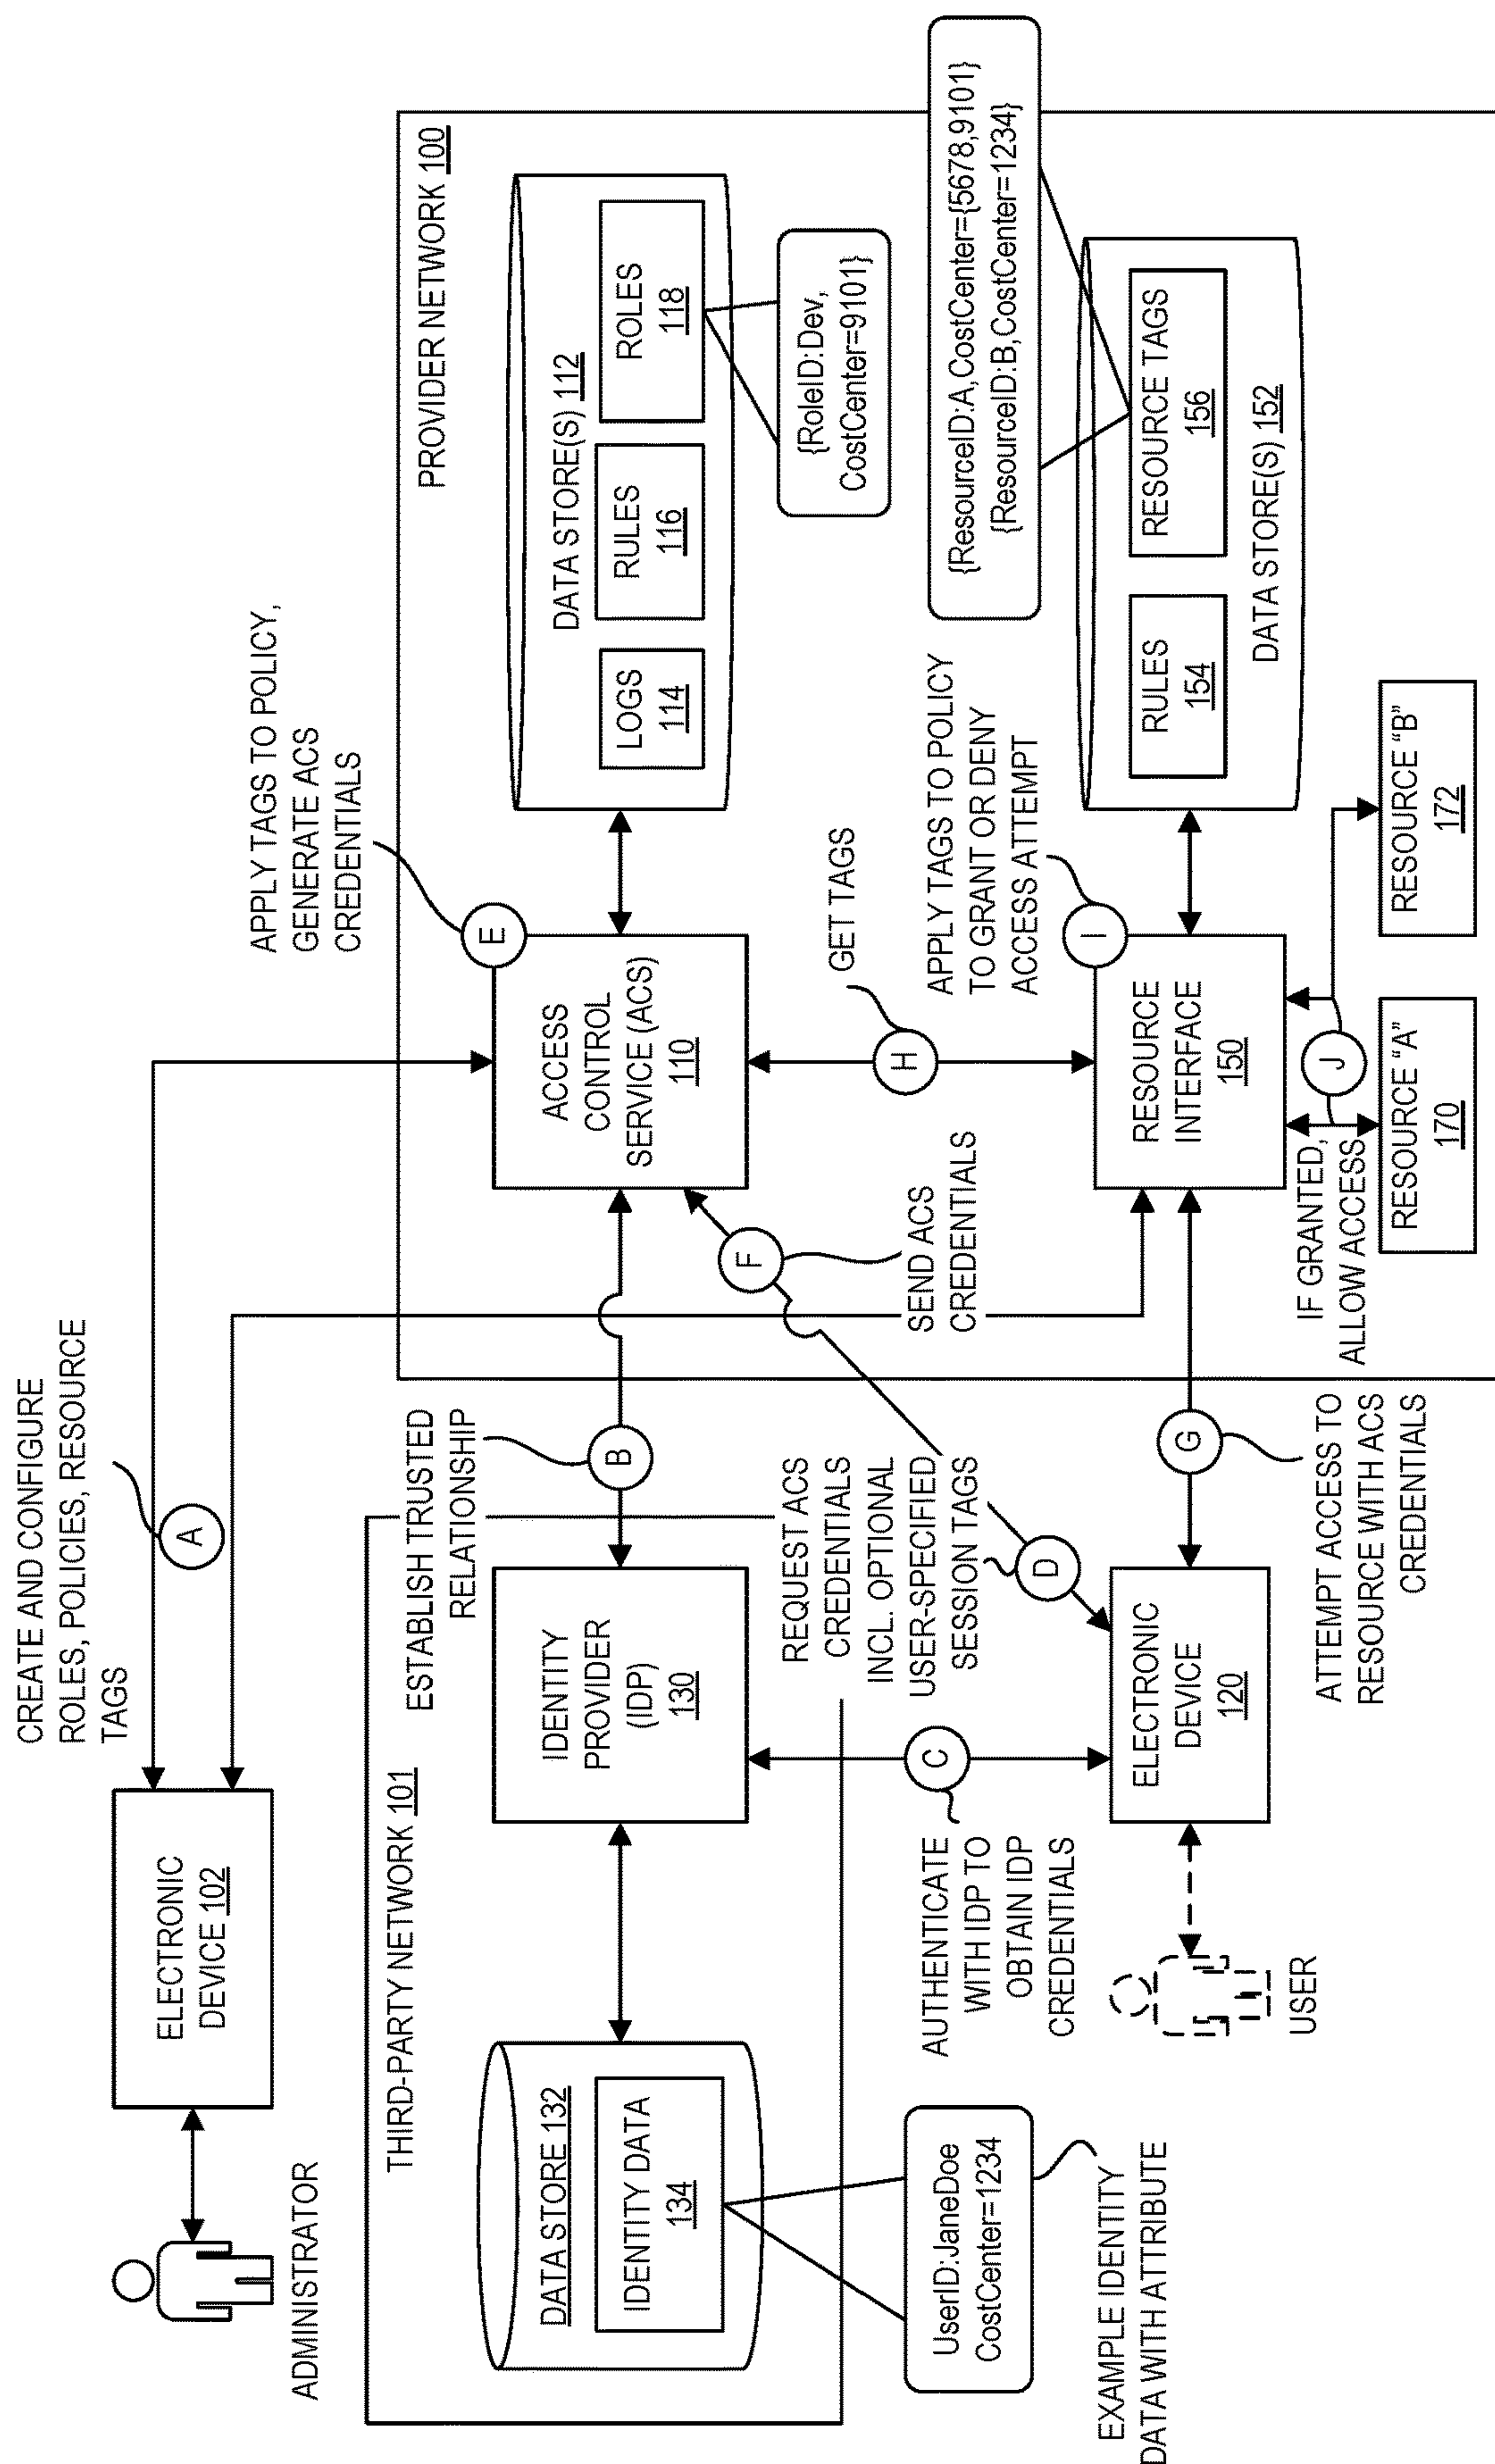 CREATE AND CONFIGURE
ROLES, POLICIES, RESOURCE
TAGS
A
ADMINISTRATOR
ELECTRONIC
DEVICE 102
THIRD-PARTY NETWORK 101
DATA STORE 132
IDENTITY DATA
134
UserID:JaneDoe
CostCenter=1234
EXAMPLE IDENTITY
DATA WITH ATTRIBUTE
IDENTITY
PROVIDER
(IDP)
130
ESTABLISH TRUSTED
RELATIONSHIP
B
AUTHENTICATE
WITH IDP TO
OBTAIN IDP
CREDENTIALS
C
USER
ELECTRONIC
DEVICE
120
REQUEST ACS
CREDENTIALS
INCL. OPTIONAL
USER-SPECIFIED
SESSION TAGS
D
PROVIDER NETWORK 100
APPLY TAGS TO POLICY,
GENERATE ACS
CREDENTIALS
E
ACCESS
CONTROL
SERVICE (ACS)
110
DATA STORE(S) 112
LOGS
114
RULES
116
ROLES
118
{RoleID:Dev,
CostCenter=9101}
F
SEND ACS
CREDENTIALS
G
ATTEMPT ACCESS TO
RESOURCE WITH ACS
CREDENTIALS
GET TAGS
H
APPLY TAGS TO POLICY
TO GRANT OR DENY
ACCESS ATTEMPT
I
RESOURCE
INTERFACE
150
{ResourceID:A,CostCenter={5678,9101}
{ResourceID:B,CostCenter=1234}
RULES
154
RESOURCE TAGS
156
DATA STORE(S) 152
IF GRANTED,
ALLOW ACCESS
J
RESOURCE "A"
170
RESOURCE "B"
172